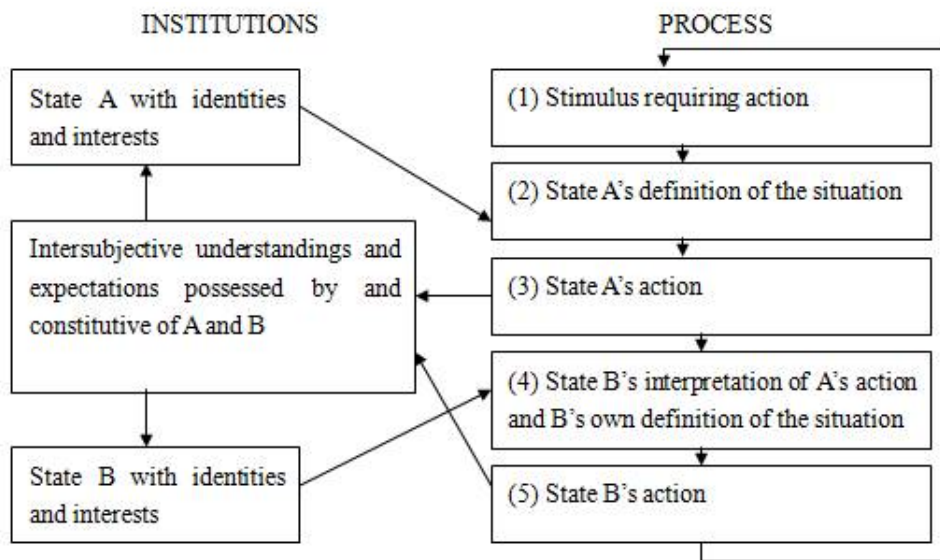 INSTITUTIONS
PROCESS
State A with identities
and interests
Intersubjective understandings and
expectations possessed by and
constitutive of A and B
State B with identities
and interests
(1) Stimulus requiring action
(2) State A’s definition of the situation
(3) State A’s action
(4) State B’s interpretation of A’s action
and B’s own definition of the situation
(5) State B’s action